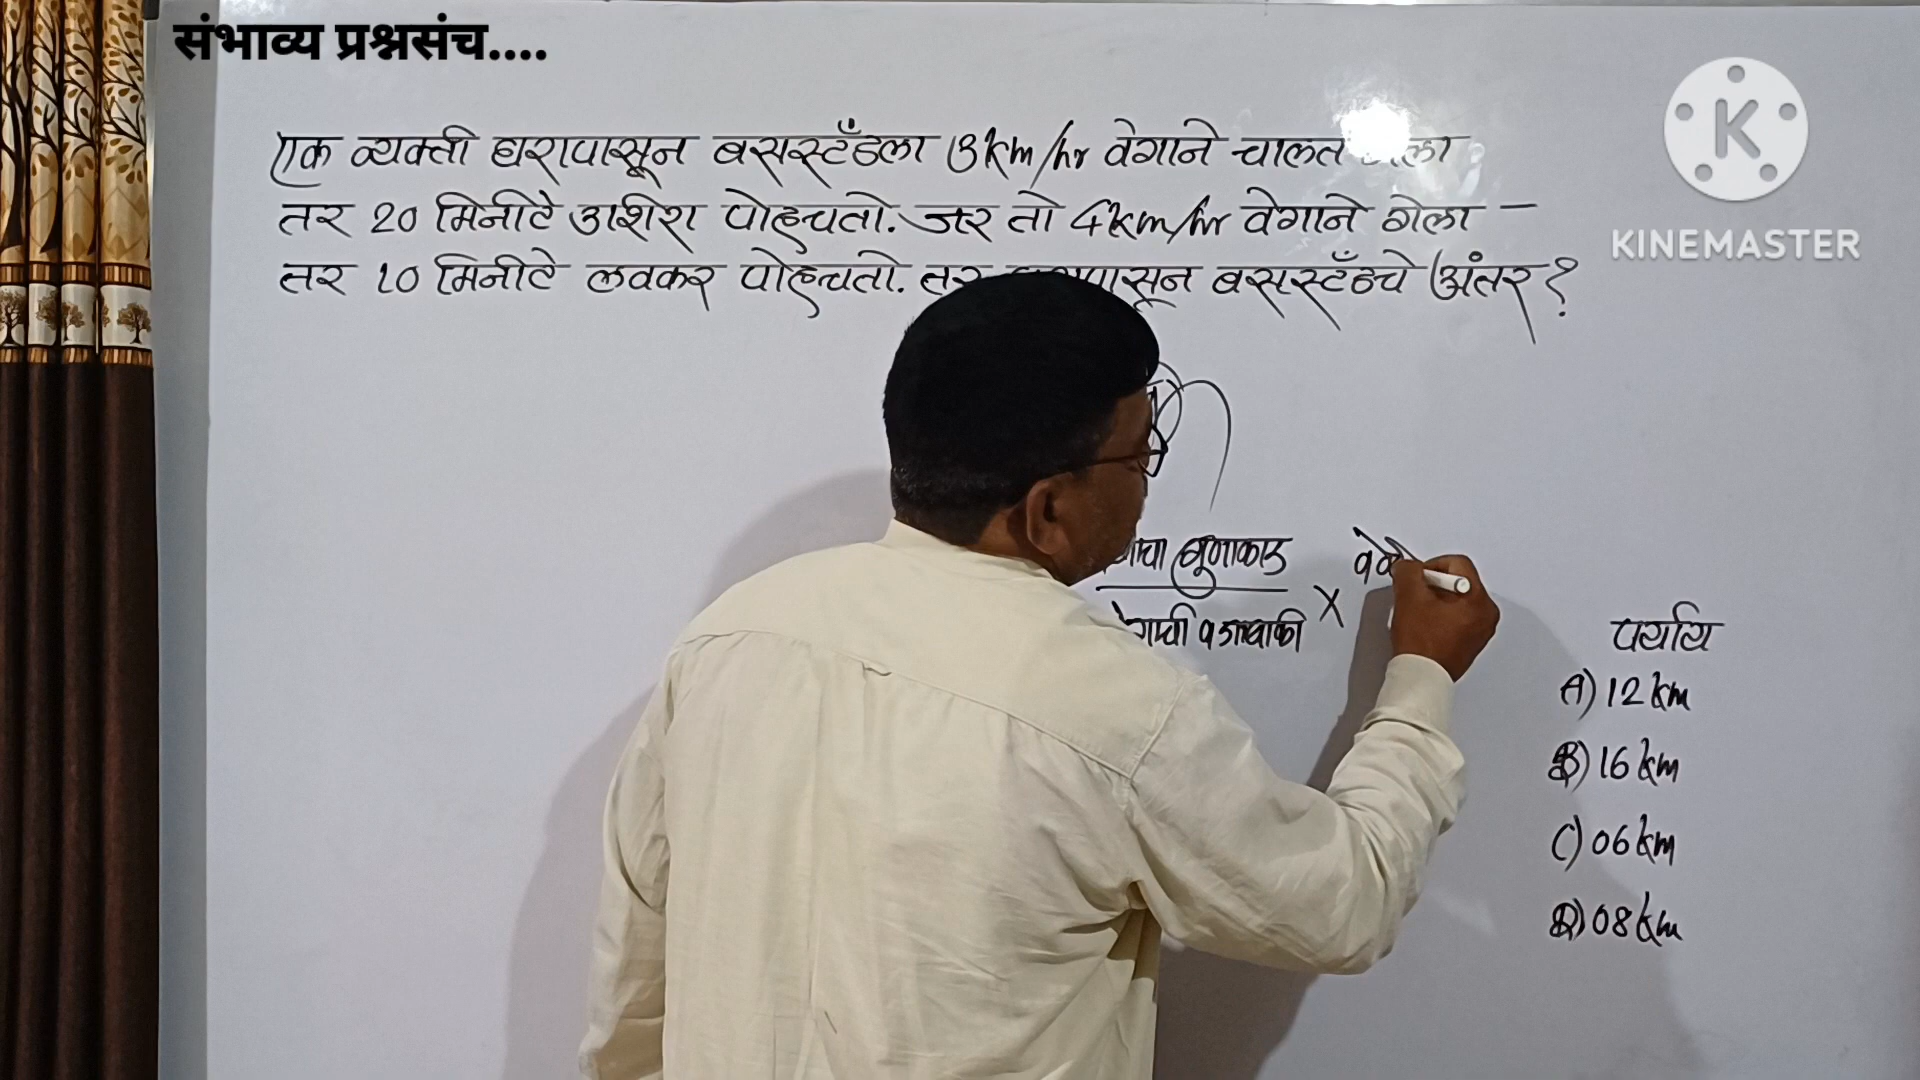 संभाव्य प्रश्नसंच....
एक व्यक्ती घरापासून बसस्टँडला 3km/hr वेगाने चालत
तर 20 मिनीटे उशिरा पोहचतो. जर तो 4km/hr वेगाने गेला -
तर 10 मिनीटे लवकर पोहचतो. तर बसस्टँडचे अंतर?
गुणाकार
X
वजाबाकी
पर्याय
A) 12 km
B) 16 km
C) 06 km
D) 08 km
K
KINEMASTER